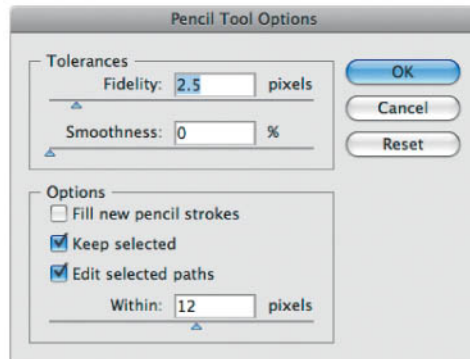 Pencil Tool Options
Tolerances
Fidelity: 2.5 pixels
Smoothness: 0 %
OK
Cancel
Reset
Options
Fill new pencil strokes
Keep selected
Edit selected paths
Within: 12 pixels